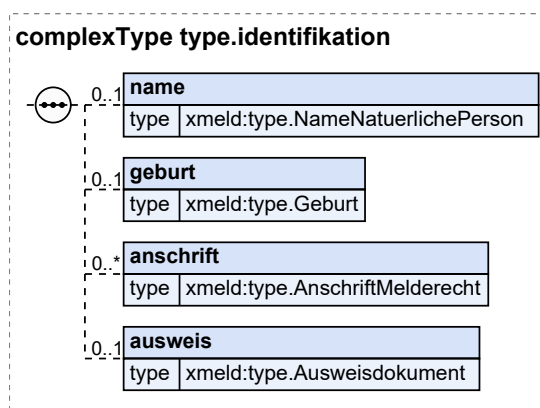 complexType type.identifikation
0..1 name
type xmeld:type.NameNatuerlichePerson
0..1 geburt
type xmeld:type.Geburt
0..* anschrift
type xmeld:type.AnschriftMelderecht
0..1 ausweis
type xmeld:type.Ausweisdokument